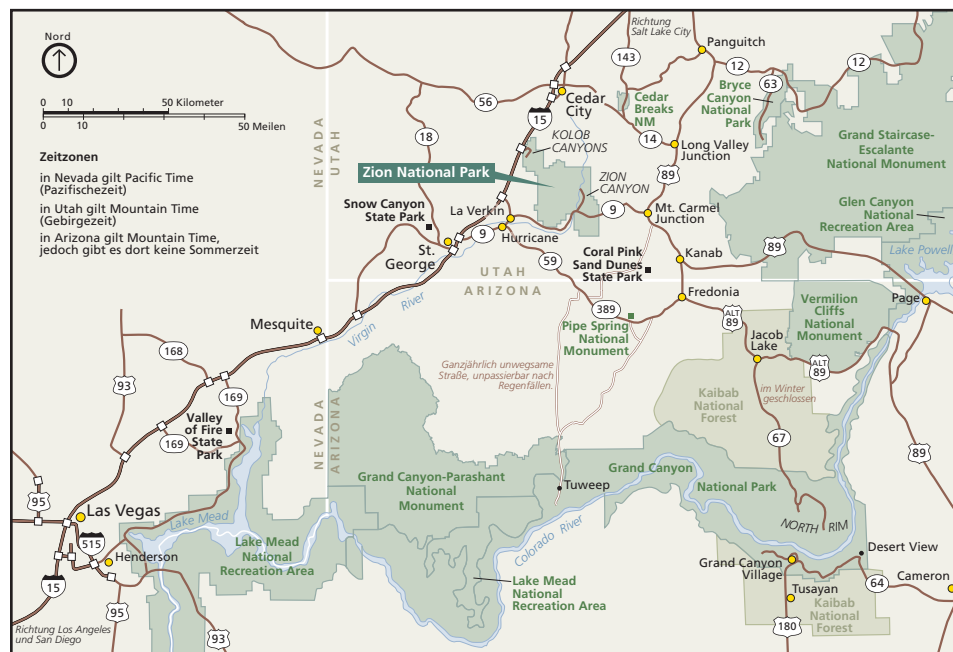 Nord
0 10 50 Kilometer
0 10 50 Meilen
Zeitzonen
in Nevada gilt Pacific Time
(Pazifischezeit)
in Utah gilt Mountain Time
(Gebirgezeit)
in Arizona gilt Mountain Time,
jedoch gibt es dort keine Sommerzeit
Richtung
Salt Lake City
Panguitch
143
12
12
63
Bryce
Canyon
National
Park
56
Cedar
City
Cedar
Breaks
NM
15
14
18
Long Valley
Junction
Grand Staircase-
Escalante
National Monument
NEVADA
UTAH
KOLOB
CANYONS
Zion National Park
ZION
CANYON
89
Snow Canyon
State Park
La Verkin
9
Mt. Carmel
Junction
Glen Canyon
National
Recreation Area
9
Hurricane
St.
George
59
Coral Pink
Sand Dunes
State Park
Kanab
89
Lake Powell
UTAH
ARIZONA
Fredonia
Page
Virgin
River
389
Pipe Spring
National
Monument
Vermilion
Cliffs
National
Monument
ALT
89
Mesquite
Jacob
Lake
ALT
89
168
93
Ganzjährlich unwegsame
Straße, unpassierbar nach
Regenfällen.
Kaibab
National
Forest
im Winter
geschlossen
169
169
Valley
of Fire
State
Park
NEVADA
ARIZONA
67
89
Grand Canyon-Parashant
National
Monument
Grand Canyon
National Park
Tuweep
95
Las Vegas
Lake Mead
NORTH RIM
Colorado River
515
Henderson
Lake Mead
National
Recreation Area
Desert View
Grand Canyon
Village
64
Cameron
15
95
Lake Mead
National
Recreation Area
Tusayan
Kaibab
National
Forest
Richtung Los Angeles
und San Diego
93
180